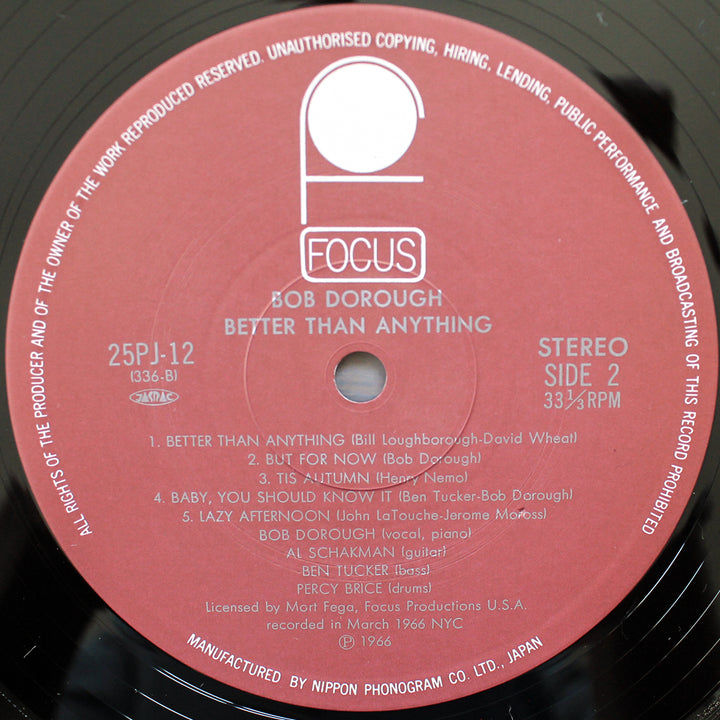 ALL RIGHTS OF THE PRODUCER AND OF THE OWNER OF THE WORK REPRODUCED RESERVED. UNAUTHORISED COPYING, HIRING, LENDING, PUBLIC PERFORMANCE AND BROADCASTING OF THIS RECORD PROHIBITED
FOCUS
BOB DOROUGH
BETTER THAN ANYTHING
25PJ-12
(336-B)
JASRAC
STEREO
SIDE 2
33 1/3 RPM
1. BETTER THAN ANYTHING (Bill Loughborough-David Wheat)
2. BUT FOR NOW (Bob Dorough)
3. TIS AUTUMN (Henry Nemo)
4. BABY, YOU SHOULD KNOW IT (Ben Tucker-Bob Dorough)
5. LAZY AFTERNOON (John LaTouche-Jerome Moross)
BOB DOROUGH (vocal, piano)
AL SCHAKMAN (guitar)
BEN TUCKER (bass)
PERCY BRICE (drums)
Licensed by Mort Fega, Focus Productions U.S.A.
recorded in March 1966 NYC
Ⓟ 1966
MANUFACTURED BY NIPPON PHONOGRAM CO. LTD., JAPAN